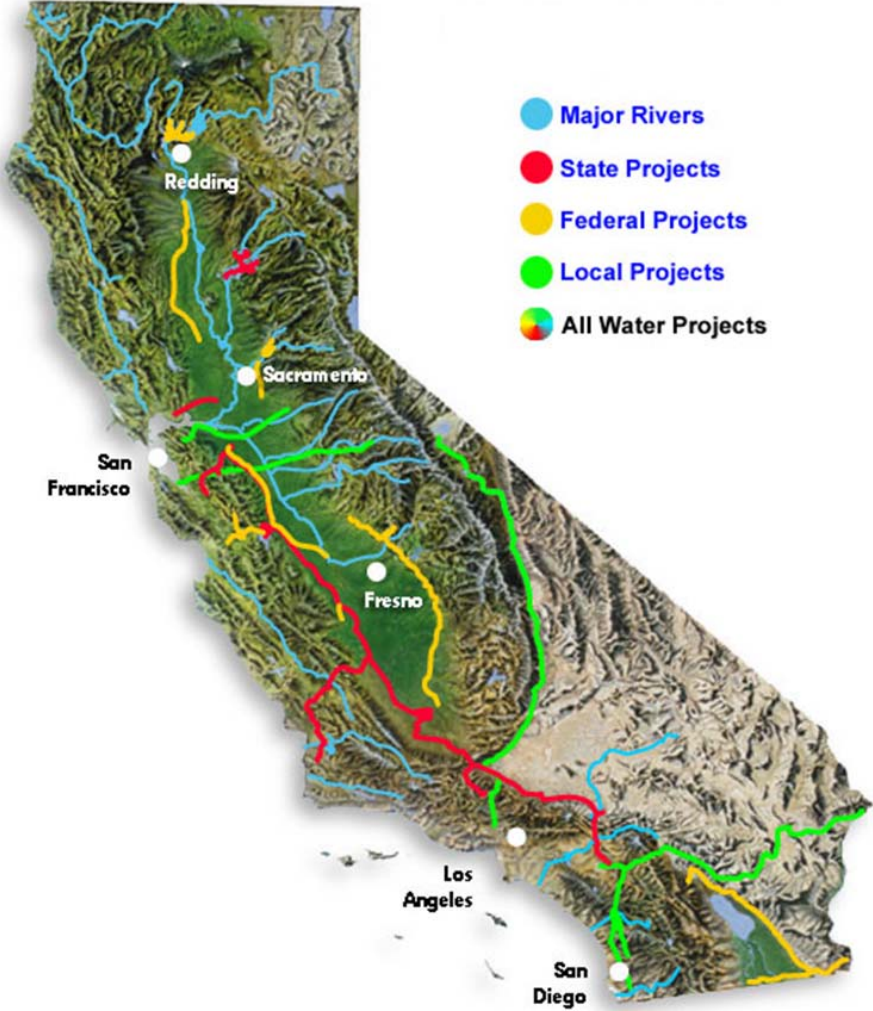 Major Rivers
State Projects
Federal Projects
Local Projects
All Water Projects
Redding
Sacramento
San
Francisco
Fresno
Los
Angeles
San
Diego